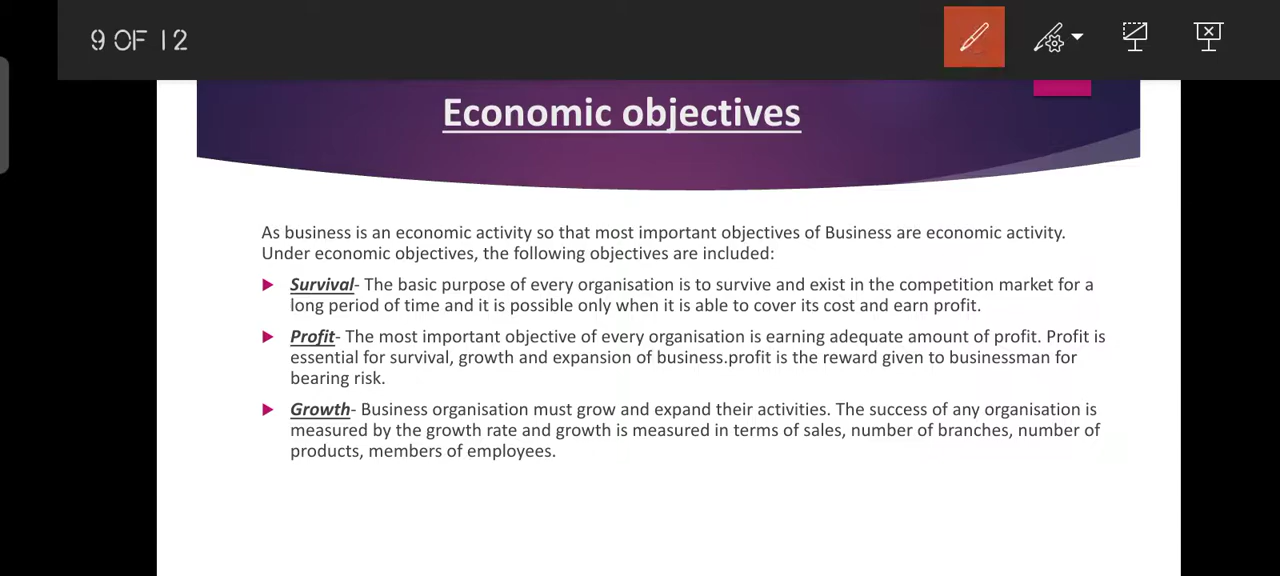 9 OF 12
Economic objectives
As business is an economic activity so that most important objectives of Business are economic activity.
Under economic objectives, the following objectives are included:
Survival- The basic purpose of every organisation is to survive and exist in the competition market for a
long period of time and it is possible only when it is able to cover its cost and earn profit.
Profit- The most important objective of every organisation is earning adequate amount of profit. Profit is
essential for survival, growth and expansion of business.profit is the reward given to businessman for
bearing risk.
Growth- Business organisation must grow and expand their activities. The success of any organisation is
measured by the growth rate and growth is measured in terms of sales, number of branches, number of
products, members of employees.